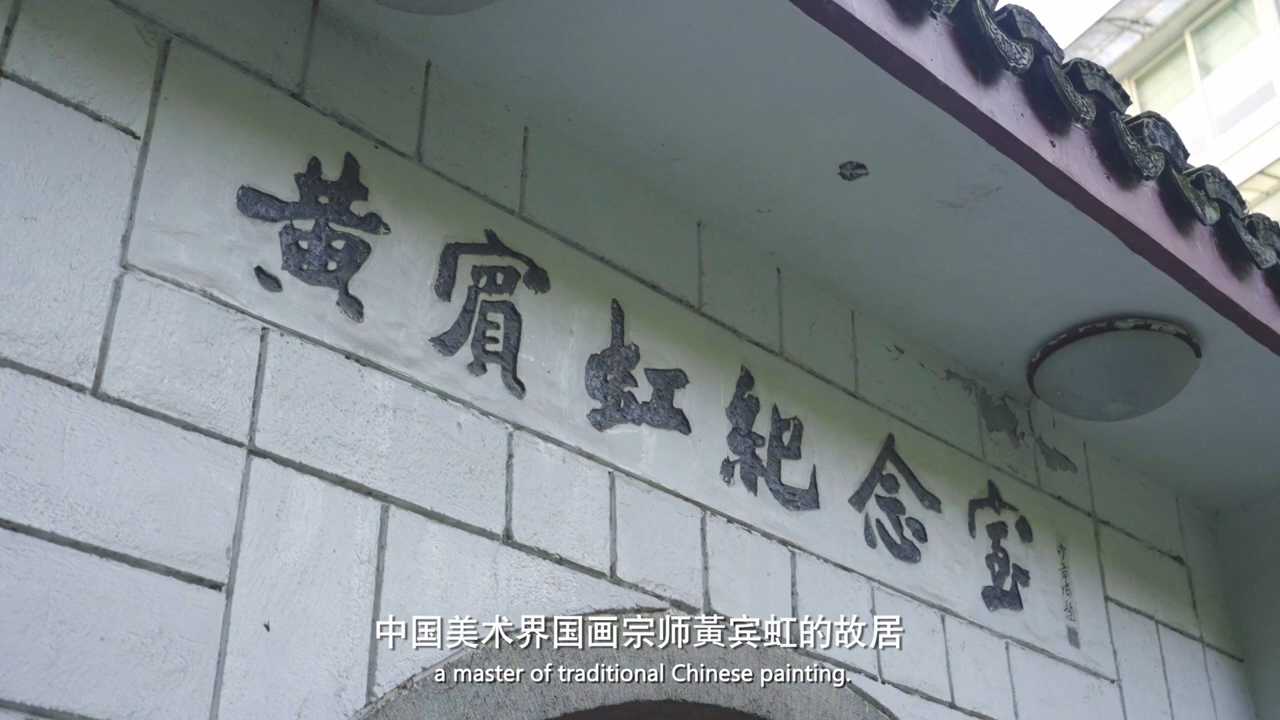 黄賓虹紀念室
中国美术界国画宗师黃宾虹的故居
a master of traditional Chinese painting.